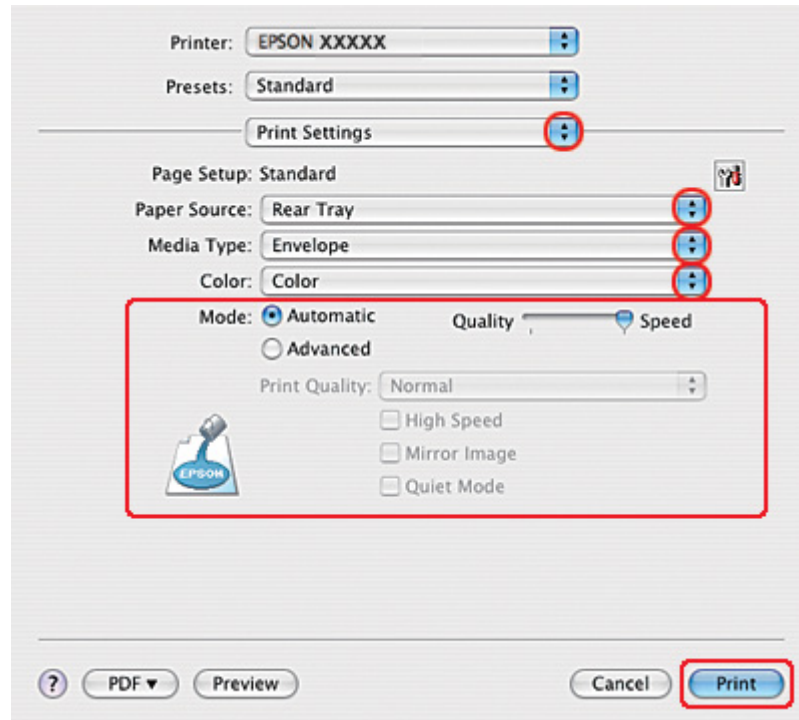 Printer: EPSON XXXXX
Presets: Standard
Print Settings
Page Setup: Standard
Paper Source: Rear Tray
Media Type: Envelope
Color: Color
Mode: Automatic Quality Speed
Advanced
Print Quality: Normal
High Speed
Mirror Image
Quiet Mode
EPSON
? PDF▼ Preview Cancel Print